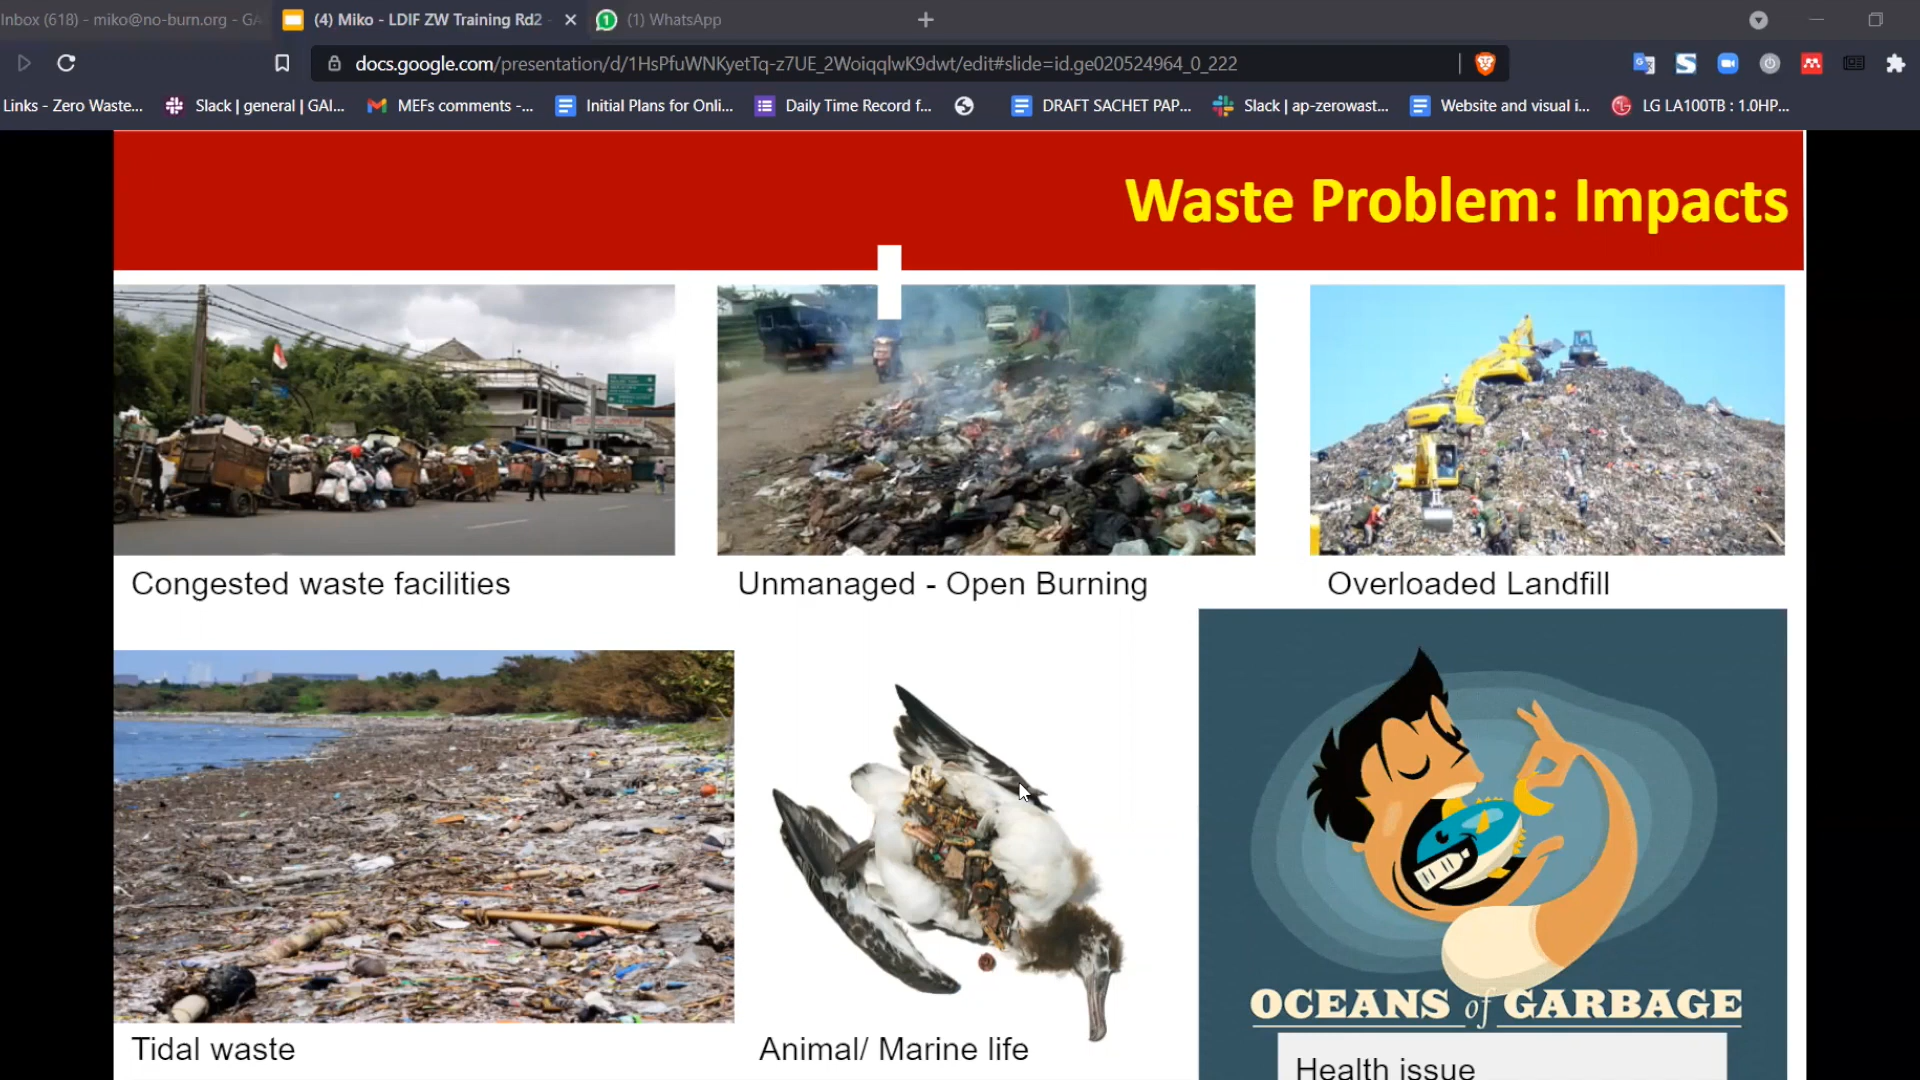 Inbox (618) - miko@no-burn.org - GA
(4) Miko - LDIF ZW Training Rd2 -
(1) WhatsApp
docs.google.com/presentation/d/1HsPfuWNKyetTq-z7UE_2WoiqqlwK9dwt/edit#slide=id.ge020524964_0_222
Links - Zero Waste...
Slack | general | GAI...
MEFs comments -...
Initial Plans for Onli...
Daily Time Record f...
DRAFT SACHET PAP...
Slack | ap-zerowast...
Website and visual i...
LG LA100TB : 1.0HP...
Waste Problem: Impacts
Congested waste facilities
Unmanaged - Open Burning
Overloaded Landfill
Tidal waste
Animal/ Marine life
OCEANS of GARBAGE
Health issue